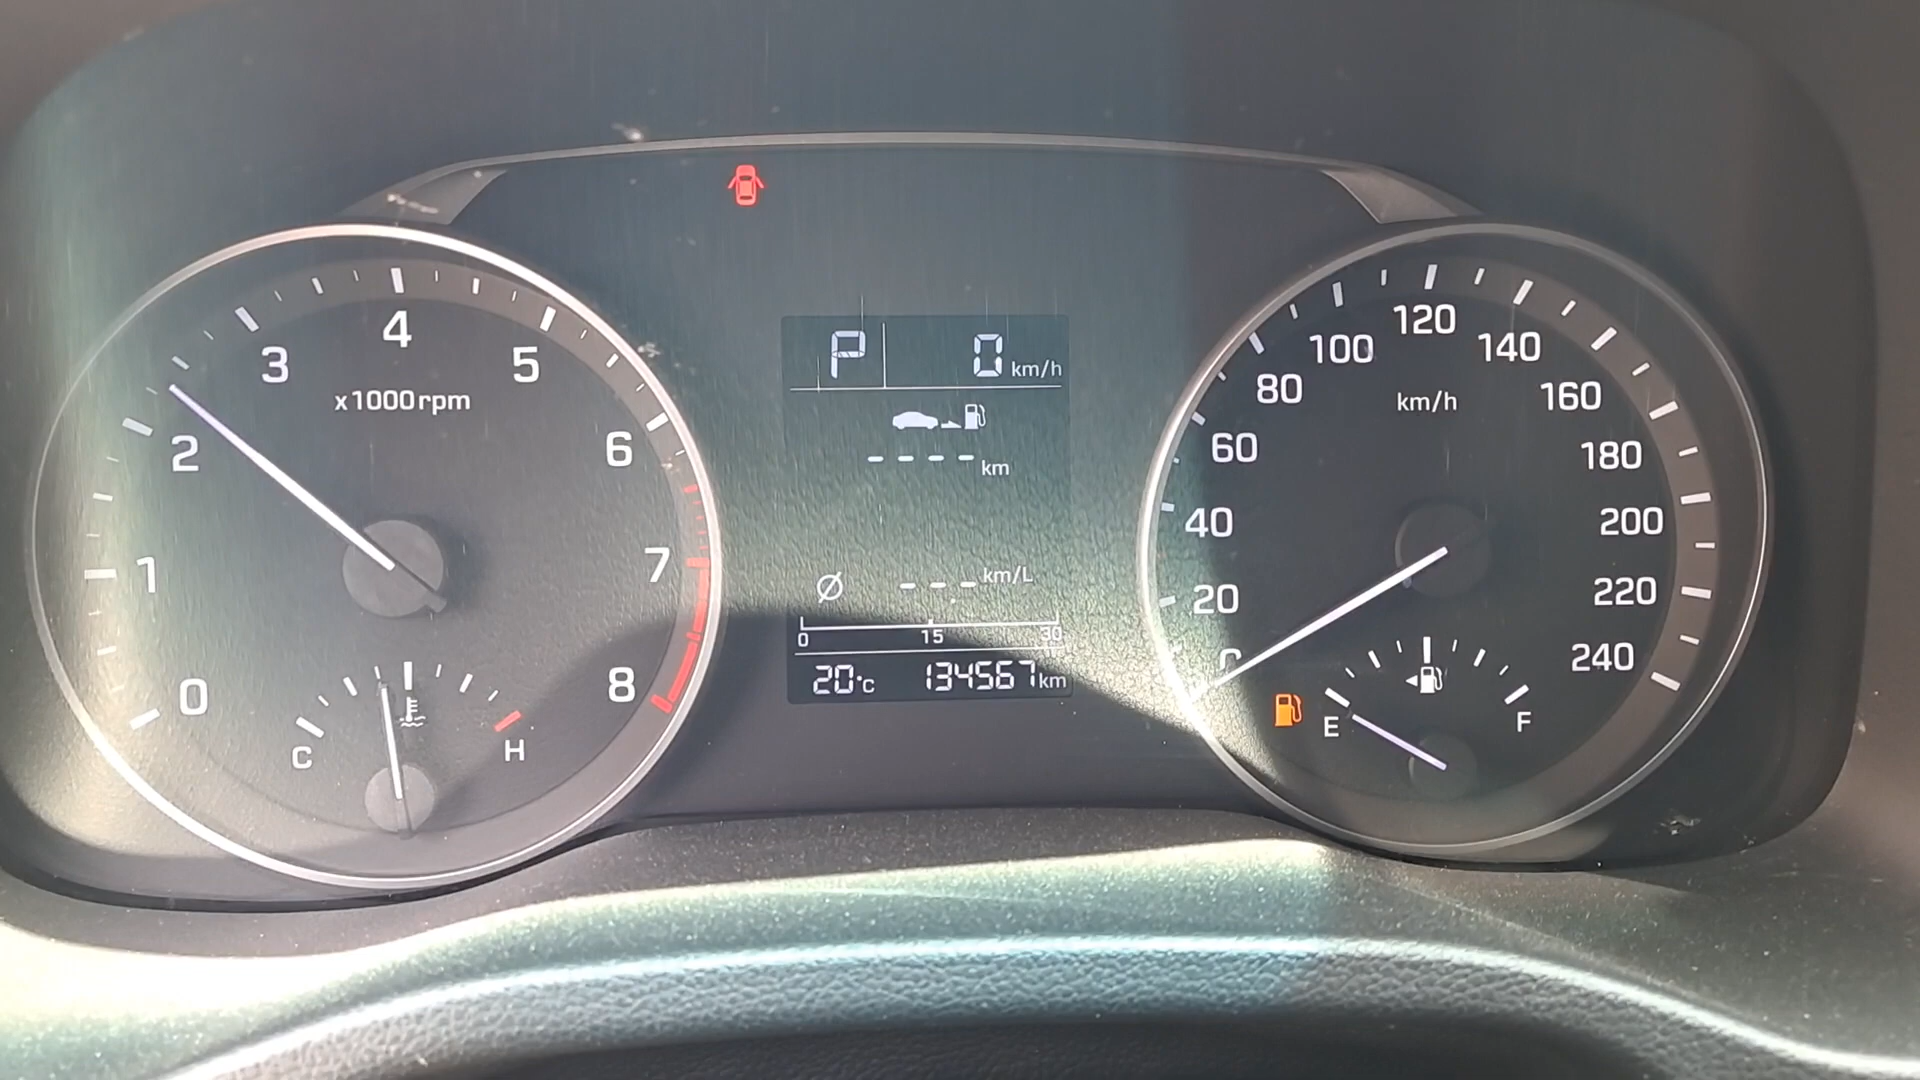 4
3
5
x1000rpm
2
6
1
7
0
8
C
H
P 0 km/h
---- km
--- km/L
0 15 30
20°C 134567 km
120
100 140
km/h
80 160
60 180
40 200
20 220
0 240
E F